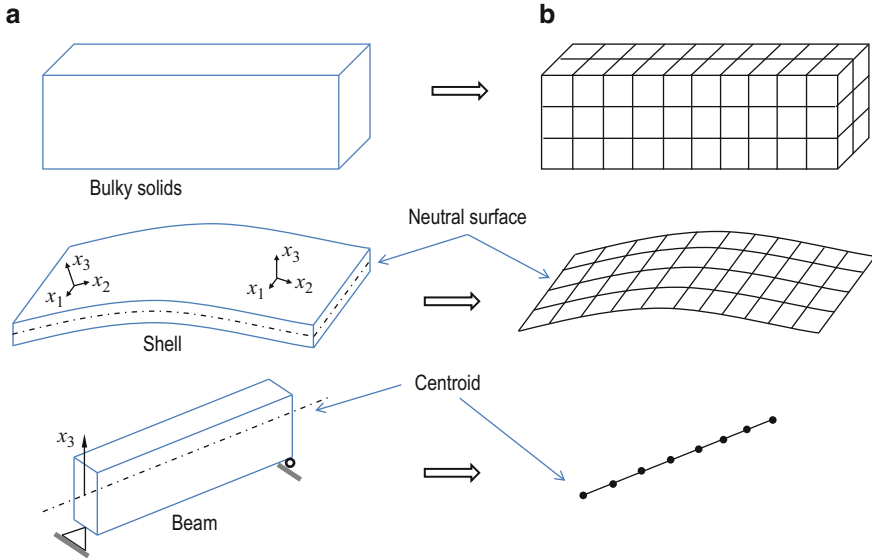 a
b
Bulky solids
Neutral surface
x3
x1
x2
x3
x1
x2
Shell
Centroid
x3
Beam